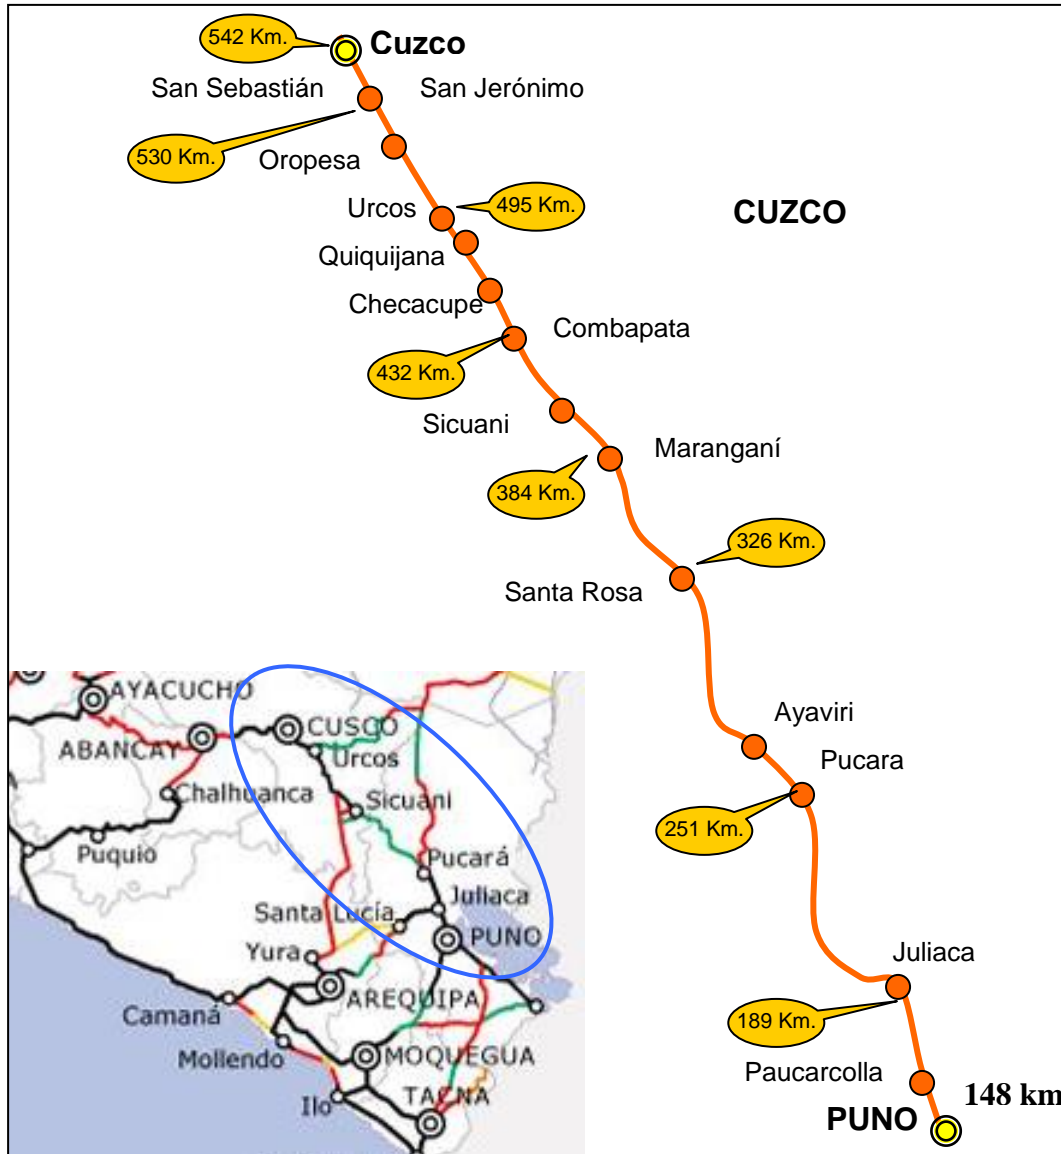 542 Km.
Cuzco
San Sebastián
San Jerónimo
530 Km.
Oropesa
Urcos
495 Km.
CUZCO
Quiquijana
Checacupe
Combapata
432 Km.
Sicuani
Maranganí
384 Km.
326 Km.
Santa Rosa
Ayaviri
Pucara
251 Km.
Juliaca
189 Km.
Paucarcolla
148 km
PUNO
AYACUCHO
CUSCO
ABANCAY
Urcos
Chalhuanca
Sicuani
Puquio
Pucará
Juliaca
Santa Lucía
PUNO
Yura
AREQUIPA
Camaná
Mollendo
MOQUEGUA
TACNA
Ilo